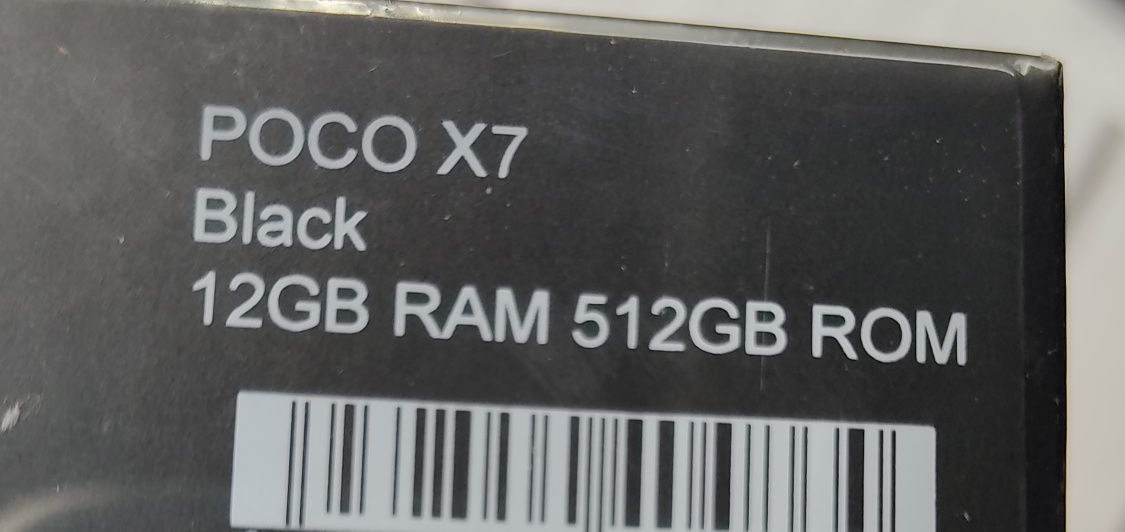 POCO X7
Black
12GB RAM 512GB ROM